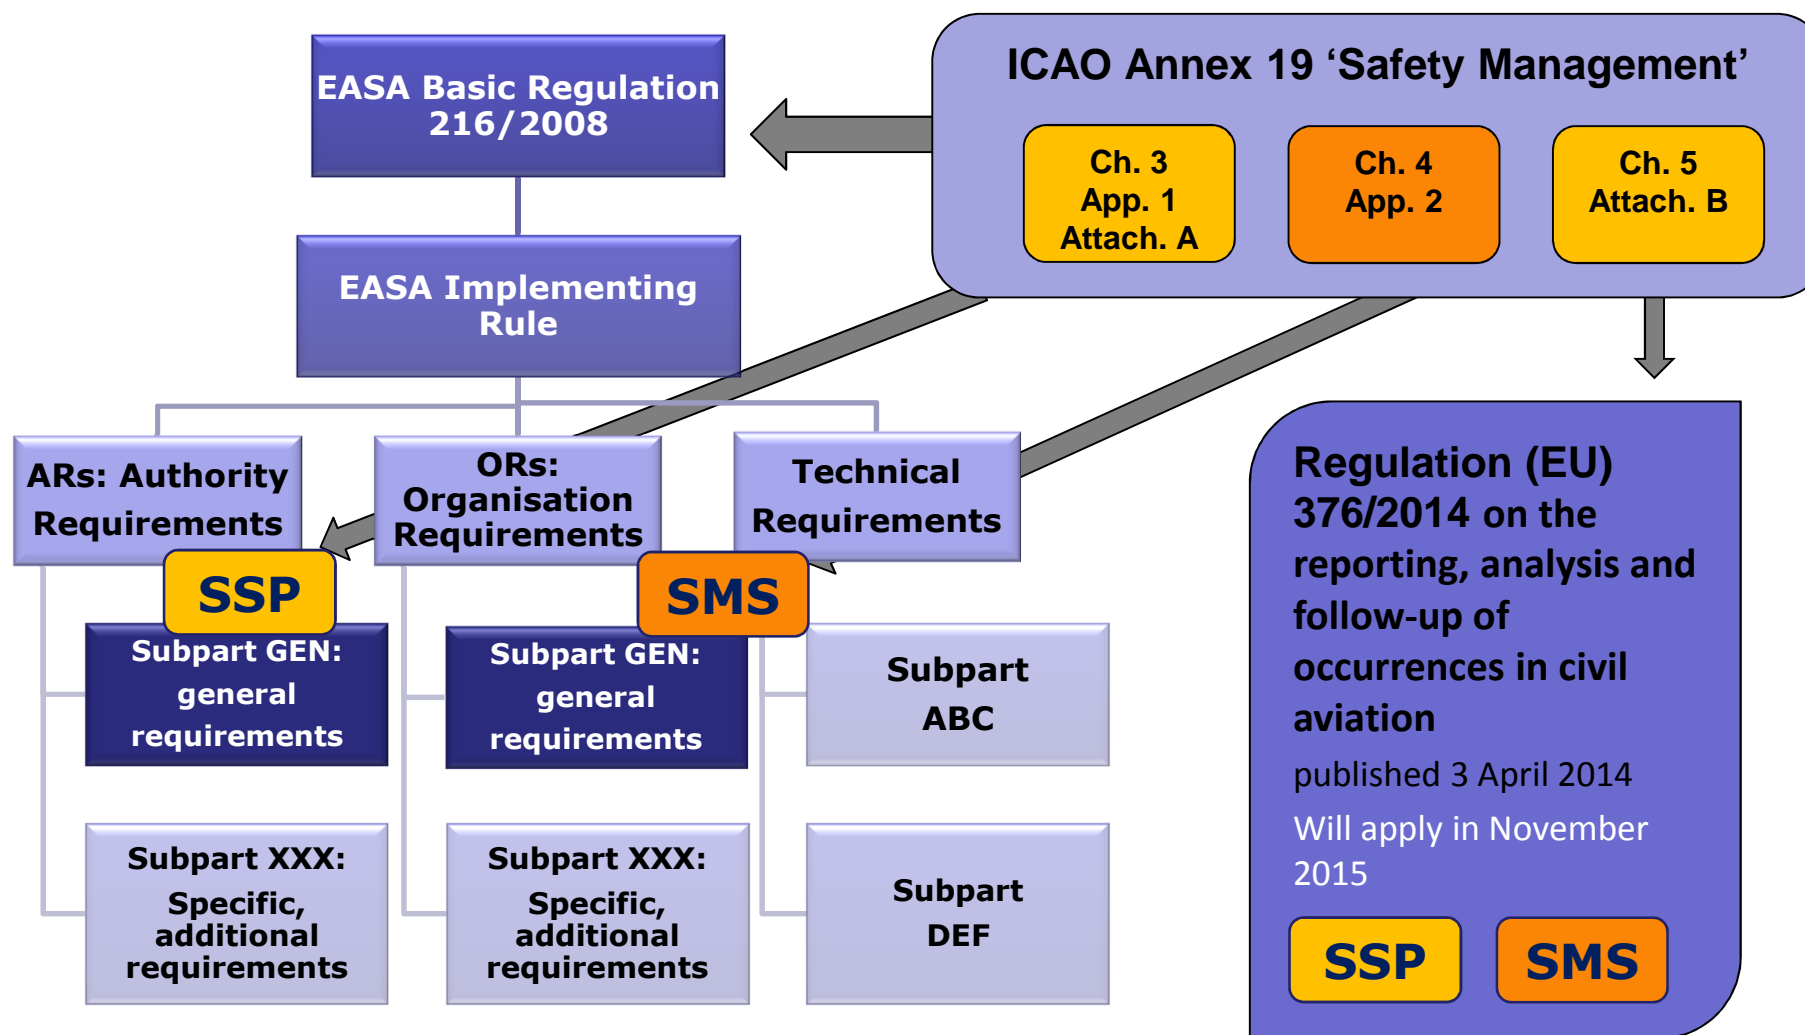 EASA Basic Regulation
216/2008
ICAO Annex 19 ‘Safety Management’
Ch. 3
App. 1
Attach. A
Ch. 4
App. 2
Ch. 5
Attach. B
EASA Implementing
Rule
ARs: Authority
Requirements
ORs:
Organisation
Requirements
Technical
Requirements
SSP
SMS
Subpart GEN:
general
requirements
Subpart GEN:
general
requirements
Subpart
ABC
Subpart XXX:
Specific,
additional
requirements
Subpart XXX:
Specific,
additional
requirements
Subpart
DEF
Regulation (EU)
376/2014 on the
reporting, analysis and
follow-up of
occurrences in civil
aviation
published 3 April 2014
Will apply in November
2015
SSP
SMS